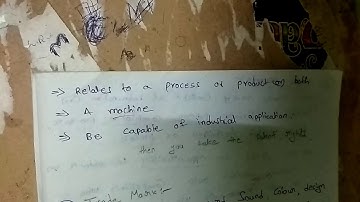 ⇒ Relates to a process or product (or) both
⇒ A machine
⇒ Be capable of industrial application
then you take the patent rights
Trade Mark:-
Sound Colour, design